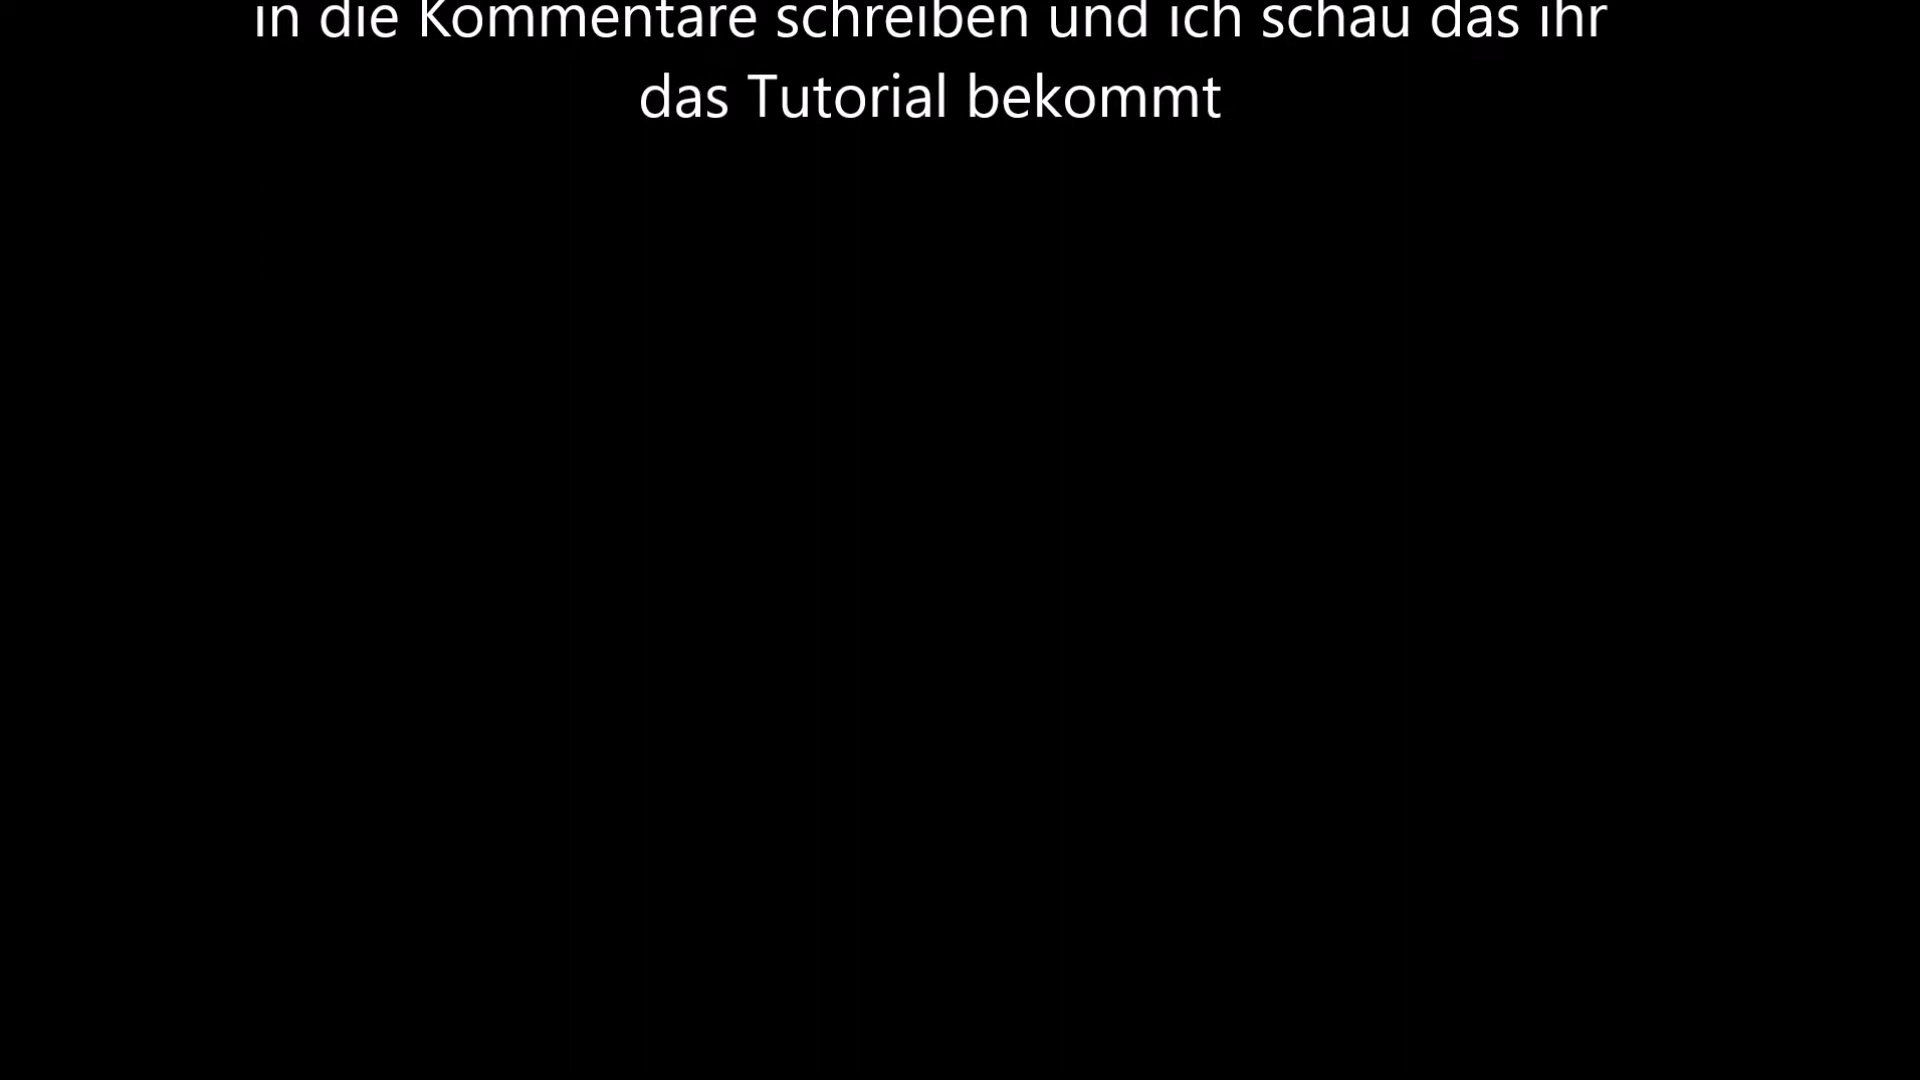 in die Kommentare schreiben und ich schau das ihr
das Tutorial bekommt